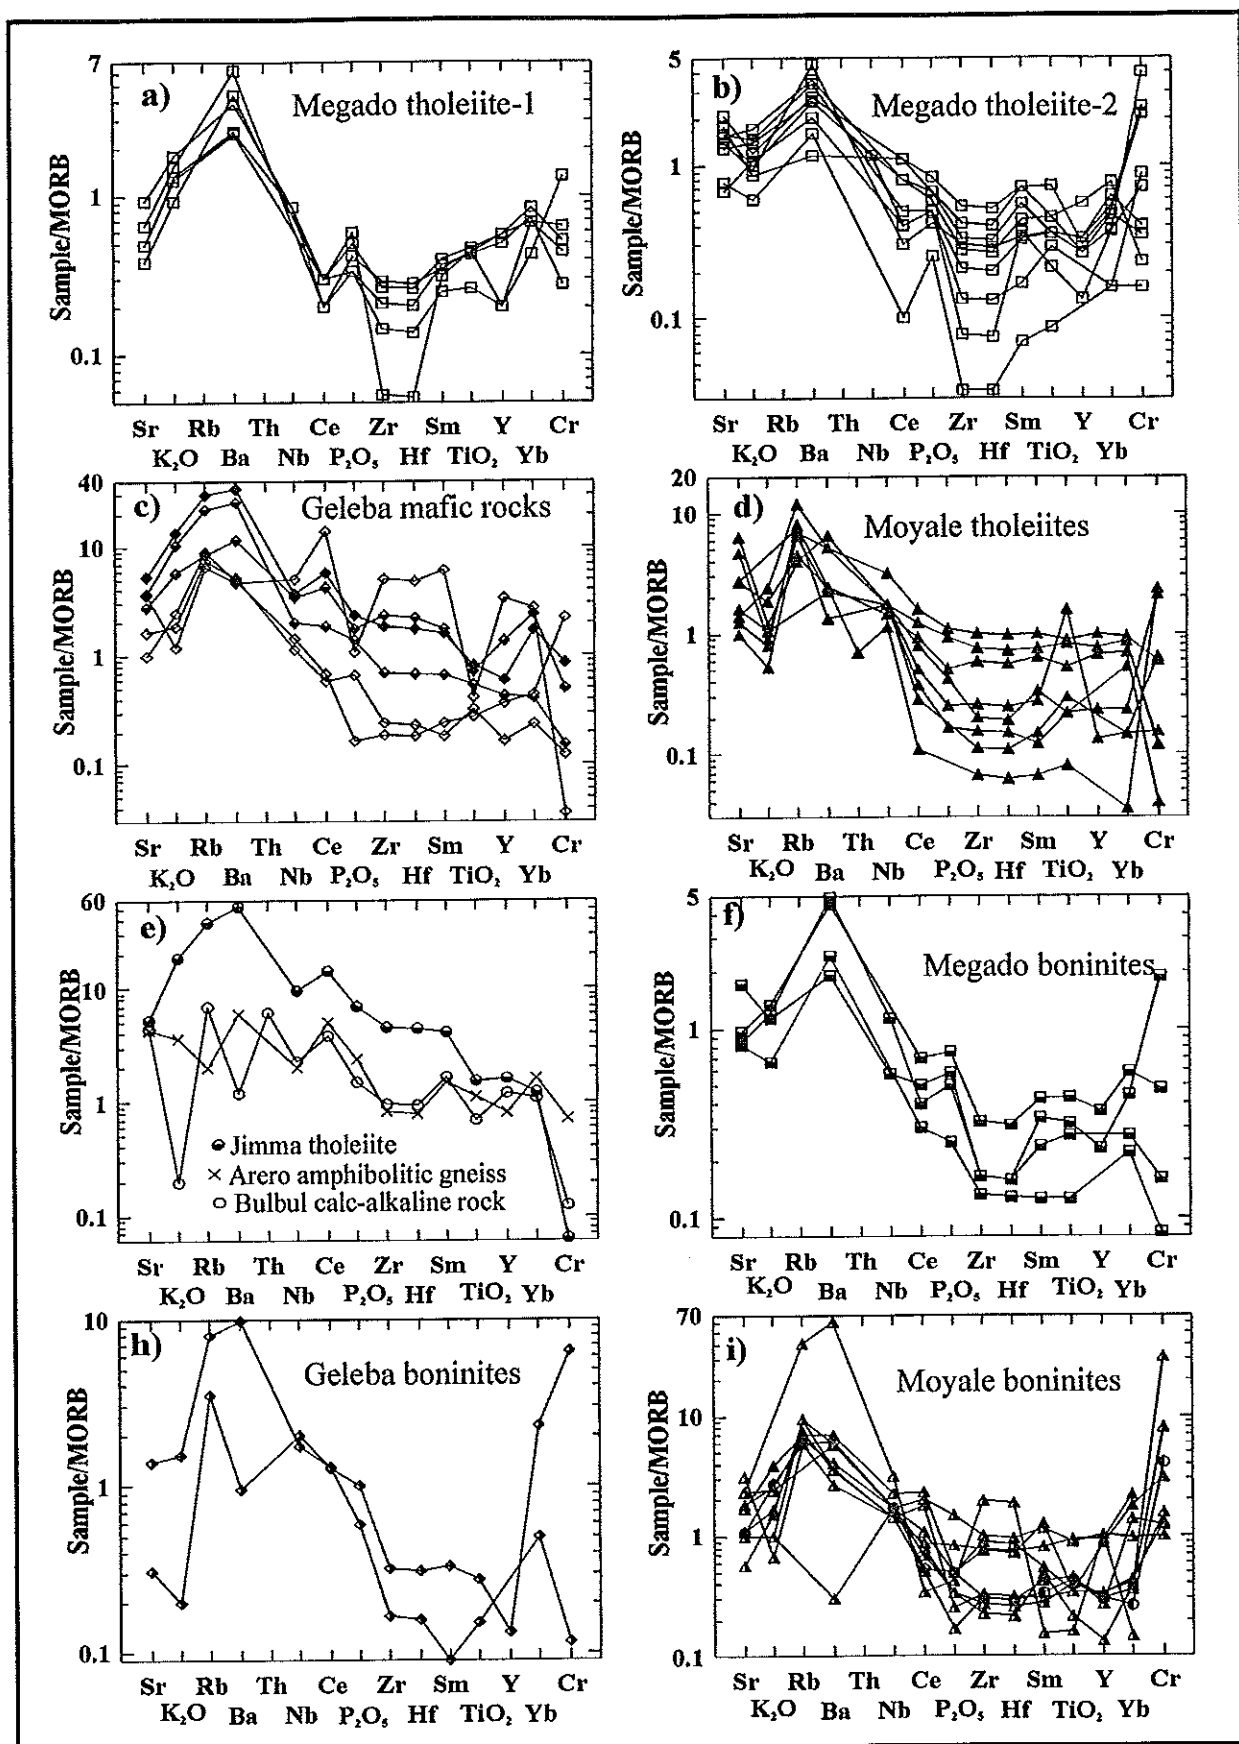 a) Megado tholeiite-1
7
1
0.1
Sample/MORB
Sr Rb Th Ce Zr Sm Y Cr
K₂O Ba Nb P₂O₅ Hf TiO₂ Yb
b) Megado tholeiite-2
5
1
0.1
Sample/MORB
Sr Rb Th Ce Zr Sm Y Cr
K₂O Ba Nb P₂O₅ Hf TiO₂ Yb
c) Geleba mafic rocks
40
10
1
0.1
Sample/MORB
Sr Rb Th Ce Zr Sm Y Cr
K₂O Ba Nb P₂O₅ Hf TiO₂ Yb
d) Moyale tholeiites
20
10
1
0.1
Sample/MORB
Sr Rb Th Ce Zr Sm Y Cr
K₂O Ba Nb P₂O₅ Hf TiO₂ Yb
e)
60
10
1
0.1
Sample/MORB
Jimma tholeiite
Arero amphibolitic gneiss
Bulbul calc-alkaline rock
Sr Rb Th Ce Zr Sm Y Cr
K₂O Ba Nb P₂O₅ Hf TiO₂ Yb
f) Megado boninites
5
1
0.1
Sample/MORB
Sr Rb Th Ce Zr Sm Y Cr
K₂O Ba Nb P₂O₅ Hf TiO₂ Yb
h) Geleba boninites
10
1
0.1
Sample/MORB
Sr Rb Th Ce Zr Sm Y Cr
K₂O Ba Nb P₂O₅ Hf TiO₂ Yb
i) Moyale boninites
70
10
1
0.1
Sample/MORB
Sr Rb Th Ce Zr Sm Y Cr
K₂O Ba Nb P₂O₅ Hf TiO₂ Yb